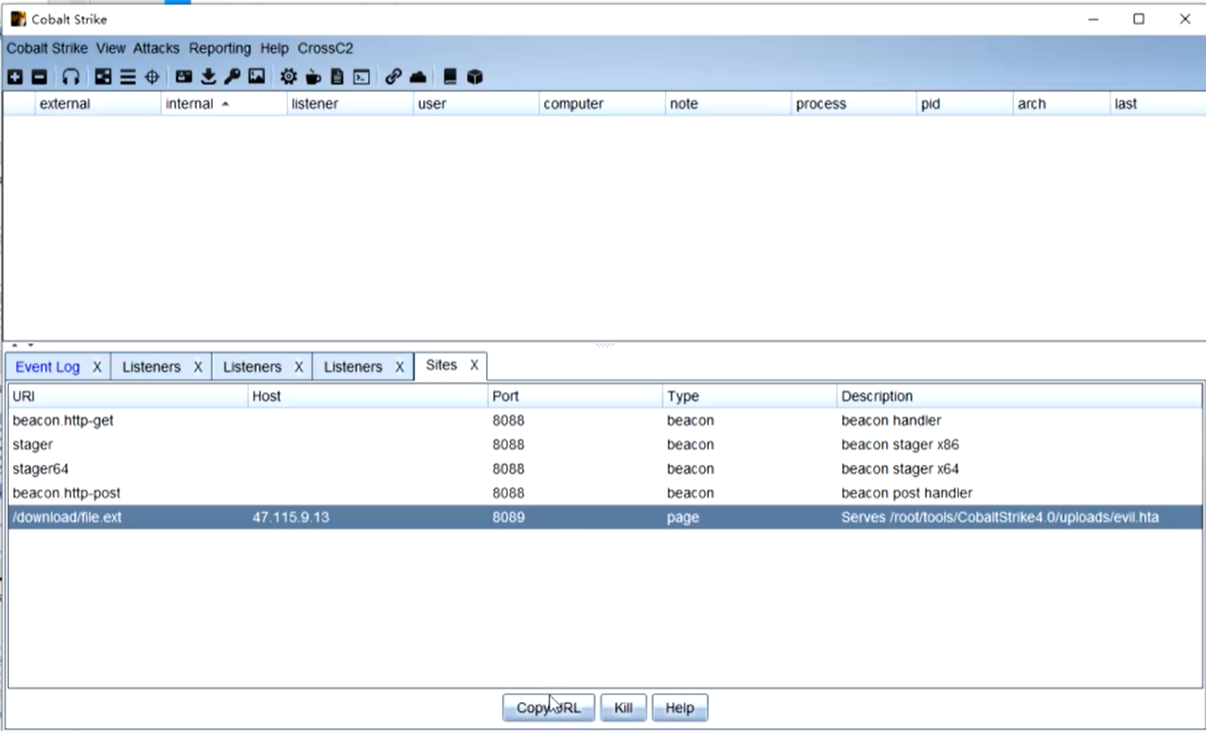 Cobalt Strike
Cobalt Strike View Attacks Reporting Help CrossC2
external internal listener user computer note process pid arch last
Event Log X Listeners X Listeners X Listeners X Sites X
URI Host Port Type Description
beacon.http-get 8088 beacon beacon handler
stager 8088 beacon beacon stager x86
stager64 8088 beacon beacon stager x64
beacon.http-post 8088 beacon beacon post handler
/download/file.ext 47.115.9.13 8089 page Serves /root/tools/CobaltStrike4.0/uploads/evil.hta
Copy URL Kill Help